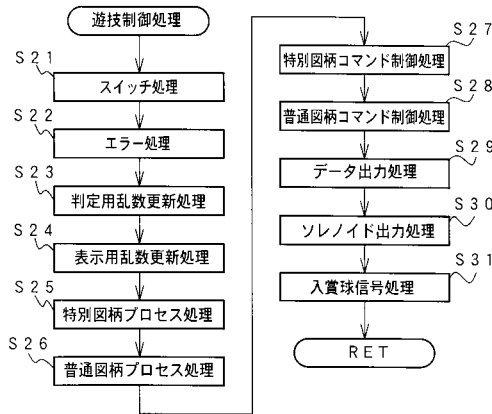 遊技制御処理
S21
スイッチ処理
S22
エラー処理
S23
判定用乱数更新処理
S24
表示用乱数更新処理
S25
特別図柄プロセス処理
S26
普通図柄プロセス処理
S27
特別図柄コマンド制御処理
S28
普通図柄コマンド制御処理
S29
データ出力処理
S30
ソレノイド出力処理
S31
入賞球信号処理
RET